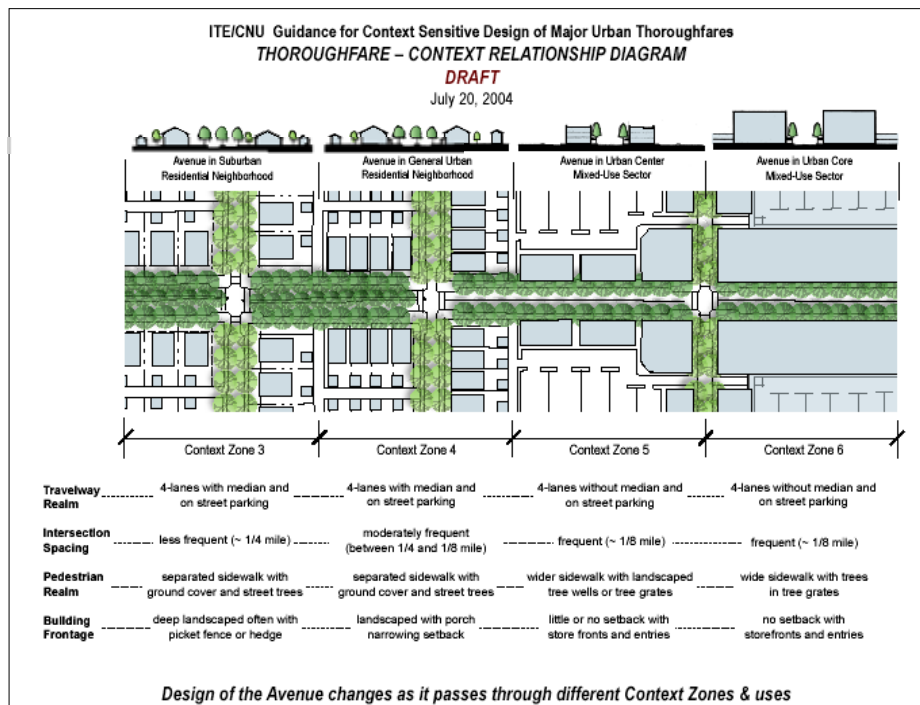 ITE/CNU Guidance for Context Sensitive Design of Major Urban Thoroughfares
THOROUGHFARE – CONTEXT RELATIONSHIP DIAGRAM
DRAFT
July 20, 2004
Avenue in Suburban
Residential Neighborhood
Avenue in General Urban
Residential Neighborhood
Avenue in Urban Center
Mixed-Use Sector
Avenue in Urban Core
Mixed-Use Sector
Context Zone 3
Context Zone 4
Context Zone 5
Context Zone 6
Travelway
Realm
4-lanes with median and
on street parking
4-lanes with median and
on street parking
4-lanes without median and
on street parking
4-lanes without median and
on street parking
Intersection
Spacing
less frequent (~ 1/4 mile)
moderately frequent
(between 1/4 and 1/8 mile)
frequent (~ 1/8 mile)
frequent (~ 1/8 mile)
Pedestrian
Realm
separated sidewalk with
ground cover and street trees
separated sidewalk with
ground cover and street trees
wider sidewalk with landscaped
tree wells or tree grates
wide sidewalk with trees
in tree grates
Building
Frontage
deep landscaped often with
picket fence or hedge
landscaped with porch
narrowing setback
little or no setback with
store fronts and entries
no setback with
storefronts and entries
Design of the Avenue changes as it passes through different Context Zones & uses